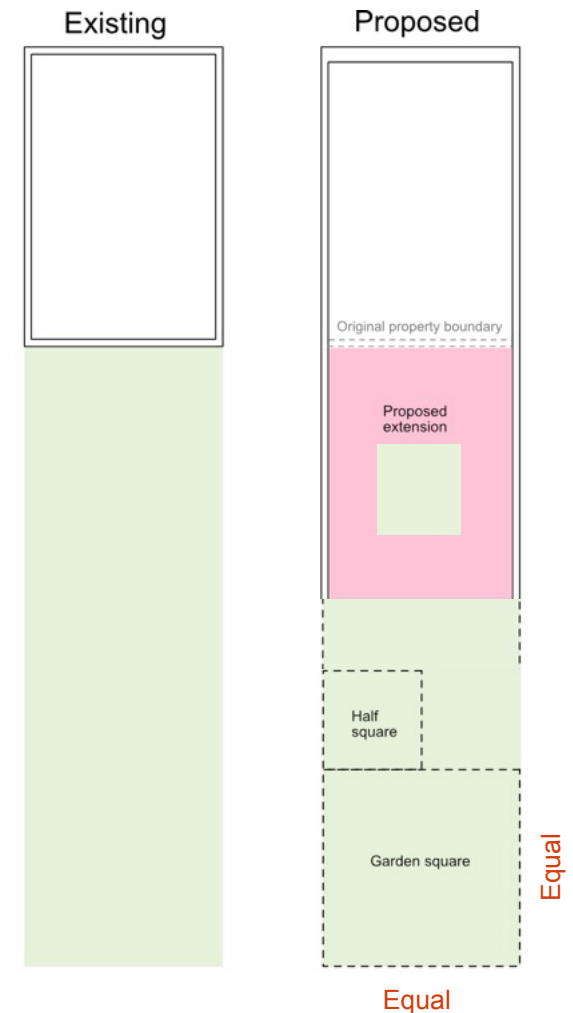 Existing
Proposed
Original property boundary
Proposed
extension
Half
square
Garden square
Equal
Equal